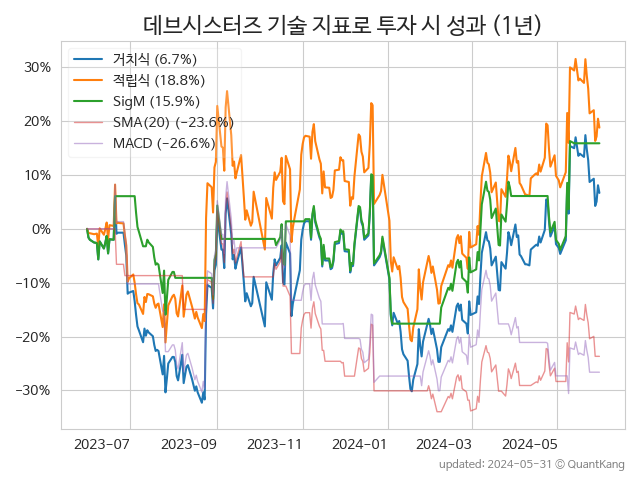 데브시스터즈 기술 지표로 투자 시 성과 (1년)
30%
20%
10%
0%
−10%
−20%
−30%
거치식 (6.7%)
적립식 (18.8%)
SigM (15.9%)
SMA(20) (−23.6%)
MACD (−26.6%)
2023-07
2023-09
2023-11
2024-01
2024-03
2024-05
updated: 2024-05-31 ⓒ QuantKang